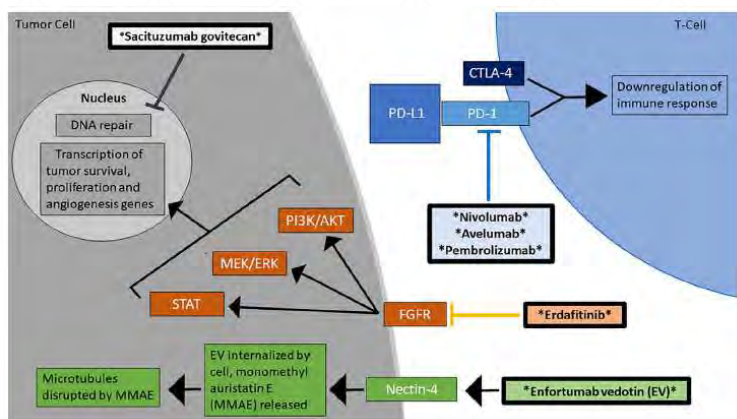 Tumor Cell
*Sacituzumab govitecan*
Nucleus
DNA repair
Transcription of
tumor survival,
proliferation and
angiogenesis genes
PI3K/AKT
MEK/ERK
STAT
FGFR
*Erdafitinib*
Microtubules
disrupted by MMAE
EV internalized by
cell, monomethyl
auristatin E
(MMAE) released
Nectin-4
*Enfortumab vedotin (EV)*
T-Cell
CTLA-4
PD-L1
PD-1
Downregulation of
immune response
*Nivolumab*
*Avelumab*
*Pembrolizumab*